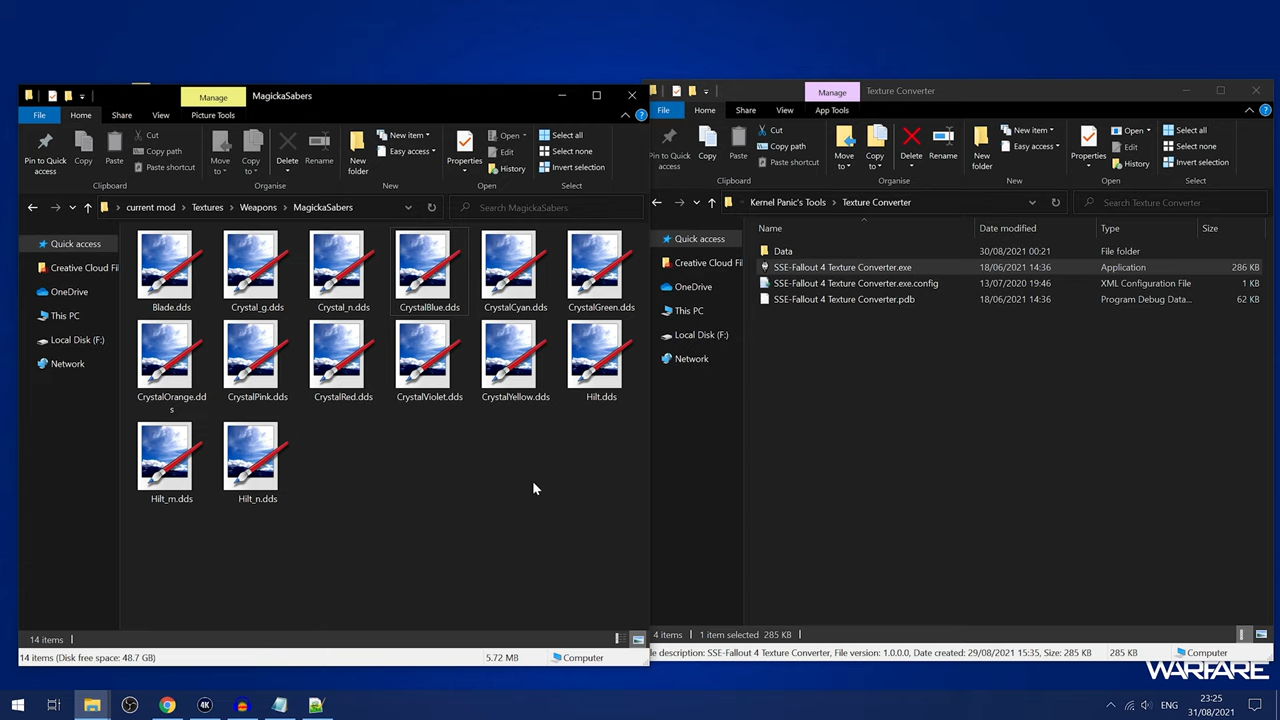 Manage
MagickaSabers
File
Home
Share
View
Picture Tools
Pin to Quick access
Copy
Paste
Cut
Copy path
Paste shortcut
Clipboard
Move to
Copy to
Delete
Rename
Organise
New folder
New item
Easy access
New
Properties
Open
Edit
History
Open
Select all
Select none
Invert selection
Select
current mod
Textures
Weapons
MagickaSabers
Search MagickaSabers
Quick access
Creative Cloud Fil
OneDrive
This PC
Local Disk (F:)
Network
Blade.dds
Crystal_g.dds
Crystal_n.dds
CrystalBlue.dds
CrystalCyan.dds
CrystalGreen.dds
CrystalOrange.dd
s
CrystalPink.dds
CrystalRed.dds
CrystalViolet.dds
CrystalYellow.dds
Hilt.dds
Hilt_m.dds
Hilt_n.dds
14 items
14 items (Disk free space: 48.7 GB)
5.72 MB
Computer
Manage
Texture Converter
File
Home
Share
View
App Tools
Pin to Quick access
Copy
Paste
Cut
Copy path
Paste shortcut
Clipboard
Move to
Copy to
Delete
Rename
Organise
New folder
New item
Easy access
New
Properties
Open
Edit
History
Open
Select all
Select none
Invert selection
Select
Kernel Panic's Tools
Texture Converter
Search Texture Converter
Quick access
Creative Cloud Fil
OneDrive
This PC
Local Disk (F:)
Network
Name
Date modified
Type
Size
Data
30/08/2021 00:21
File folder
SSE-Fallout 4 Texture Converter.exe
18/06/2021 14:36
Application
286 KB
SSE-Fallout 4 Texture Converter.exe.config
13/07/2020 19:46
XML Configuration File
1 KB
SSE-Fallout 4 Texture Converter.pdb
18/06/2021 14:36
Program Debug Data...
62 KB
4 items
1 item selected 285 KB
le description: SSE-Fallout 4 Texture Converter, File version: 1.0.0.0, Date created: 29/08/2021 15:35, Size: 285 KB
285 KB
Computer
WARFARE
4K
ENG
23:25
31/08/2021